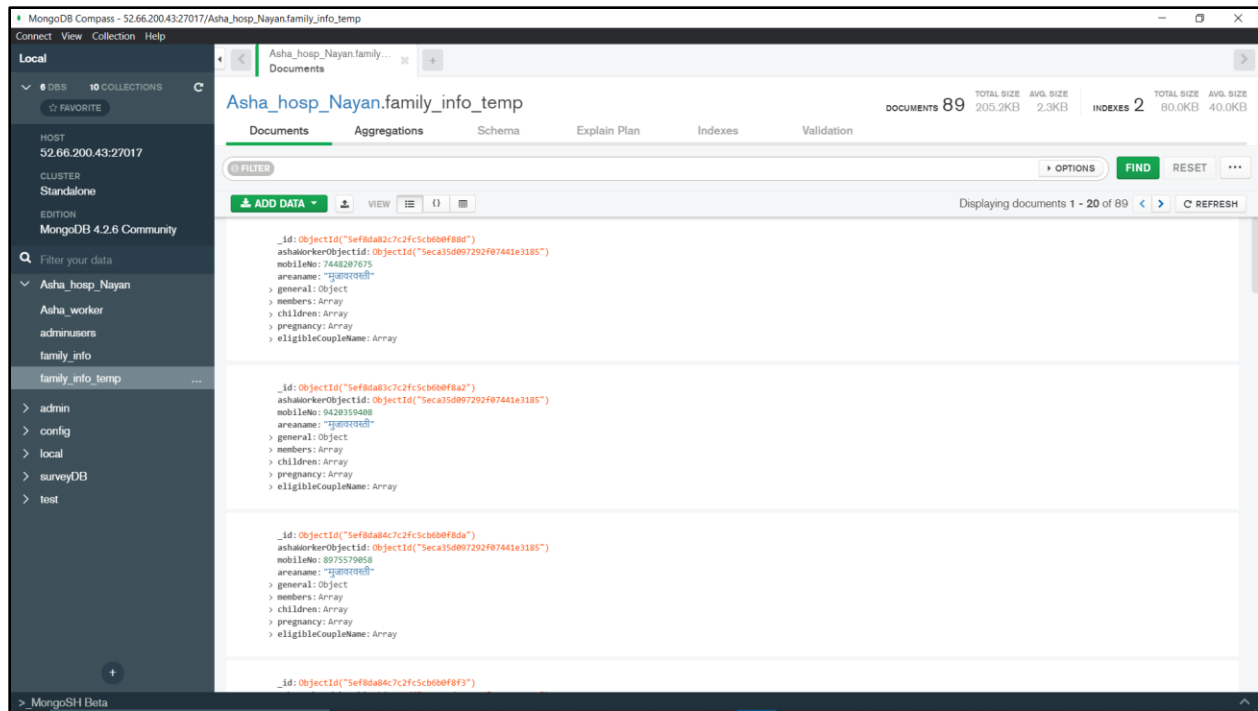 MongoDB Compass - 52.66.200.43:27017/Asha_hosp_Nayan.family_info_temp
Connect View Collection Help
Local
6 DBS 10 COLLECTIONS
FAVORITE
HOST
52.66.200.43:27017
CLUSTER
Standalone
EDITION
MongoDB 4.2.6 Community
Filter your data
Asha_hosp_Nayan
Asha_worker
adminusers
family_info
family_info_temp ...
admin
config
local
surveyDB
test
>_MongoSH Beta
Asha_hosp_Nayan.family...
Documents
Asha_hosp_Nayan.family_info_temp
DOCUMENTS 89 TOTAL SIZE 205.2KB AVG. SIZE 2.3KB INDEXES 2 TOTAL SIZE 80.0KB AVG. SIZE 40.0KB
Documents Aggregations Schema Explain Plan Indexes Validation
FILTER OPTIONS FIND RESET ...
ADD DATA VIEW {} Displaying documents 1 - 20 of 89 < > REFRESH
_id: ObjectId("5ef8da82c7c2fc5cb6b0f88d")
ashaWorkerObjectid: ObjectId("5eca35d097292f07441e3185")
mobileNo: 7448207675
areaname: "मुजावरवस्ती"
> general: Object
> members: Array
> children: Array
> pregnancy: Array
> eligibleCoupleName: Array
_id: ObjectId("5ef8da83c7c2fc5cb6b0f8a2")
ashaWorkerObjectid: ObjectId("5eca35d097292f07441e3185")
mobileNo: 9420359408
areaname: "मुजावरवस्ती"
> general: Object
> members: Array
> children: Array
> pregnancy: Array
> eligibleCoupleName: Array
_id: ObjectId("5ef8da84c7c2fc5cb6b0f8da")
ashaWorkerObjectid: ObjectId("5eca35d097292f07441e3185")
mobileNo: 8975579058
areaname: "मुजावरवस्ती"
> general: Object
> members: Array
> children: Array
> pregnancy: Array
> eligibleCoupleName: Array
_id: ObjectId("5ef8da84c7c2fc5cb6b0f8f3")